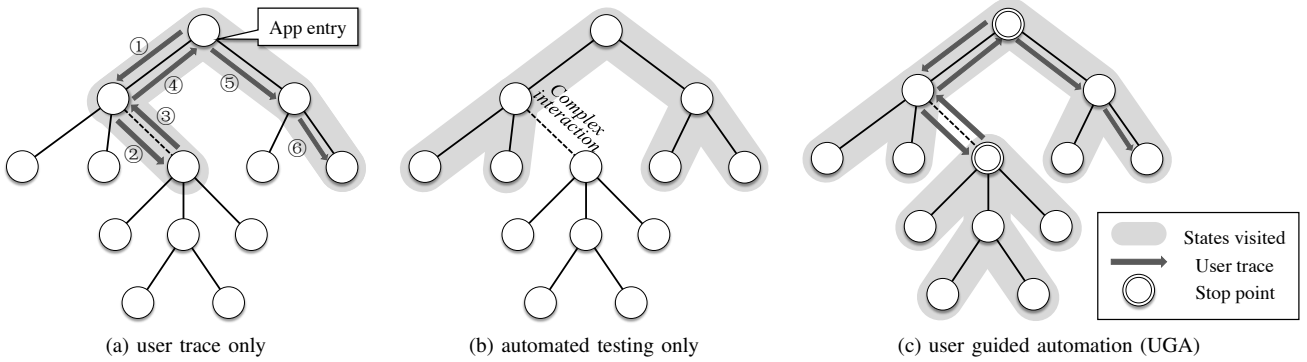 App entry
①
④
⑤
③
②
⑥
(a) user trace only
Complex
interaction
(b) automated testing only
States visited
User trace
Stop point
(c) user guided automation (UGA)